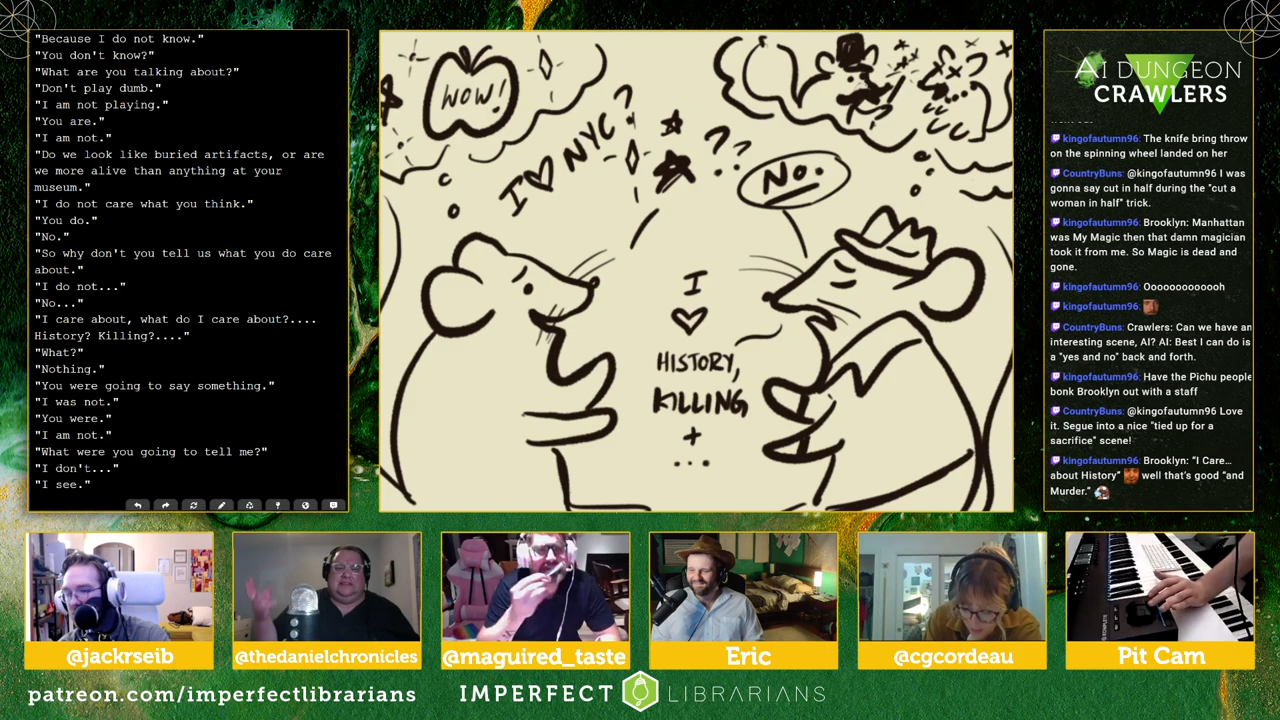 "Because I do not know."
"You don't know?"
"What are you talking about?"
"Don't play dumb."
"I am not playing."
"You are."
"I am not."
"Do we look like buried artifacts, or are
we more alive than anything at your
museum."
"I do not care what you think."
"You do."
"No."
"So why don't you tell us what you do care
about."
"I do not..."
"No..."
"I care about, what do I care about?....
History? Killing?...."
"What?"
"Nothing."
"You were going to say something."
"I was not."
"You were."
"I am not."
"What were you going to tell me?"
"I don't..."
"I see."
WOW!
I ♡ NYC?
??
NO.
I
♡
HISTORY,
KILLING
+
...
AI DUNGEON
CRAWLERS
kingofautumn96: The knife bring throw
on the spinning wheel landed on her
CountryBuns: @kingofautumn96 I was
gonna say cut in half during the "cut a
woman in half" trick.
kingofautumn96: Brooklyn: Manhattan
was My Magic then that damn magician
took it from me. So Magic is dead and
gone.
kingofautumn96: Oooooooooooooh
kingofautumn96:
CountryBuns: Crawlers: Can we have an
interesting scene, AI? AI: Best I can do is
a "yes and no" back and forth.
kingofautumn96: Have the Pichu people
bonk Brooklyn out with a staff
CountryBuns: @kingofautumn96 Love
it. Segue into a nice "tied up for a
sacrifice" scene!
kingofautumn96: Brooklyn: "I Care...
about History" well that's good "and
Murder."
@jackrseib
@thedanielchronicles
@maguired_taste
Eric
@cgcordeau
Pit Cam
patreon.com/imperfectlibrarians
IMPERFECT LIBRARIANS